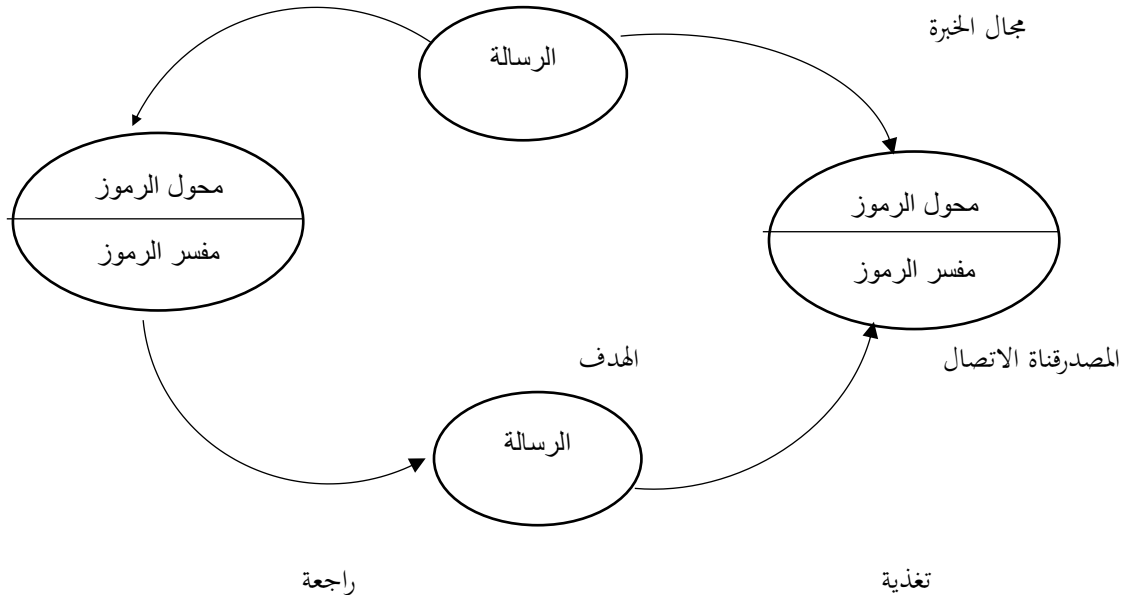 مجال الخبرة
الرسالة
محول الرموز
مفسر الرموز
محول الرموز
مفسر الرموز
المصدرقناة الاتصال
الهدف
الرسالة
تغذية
راجعة